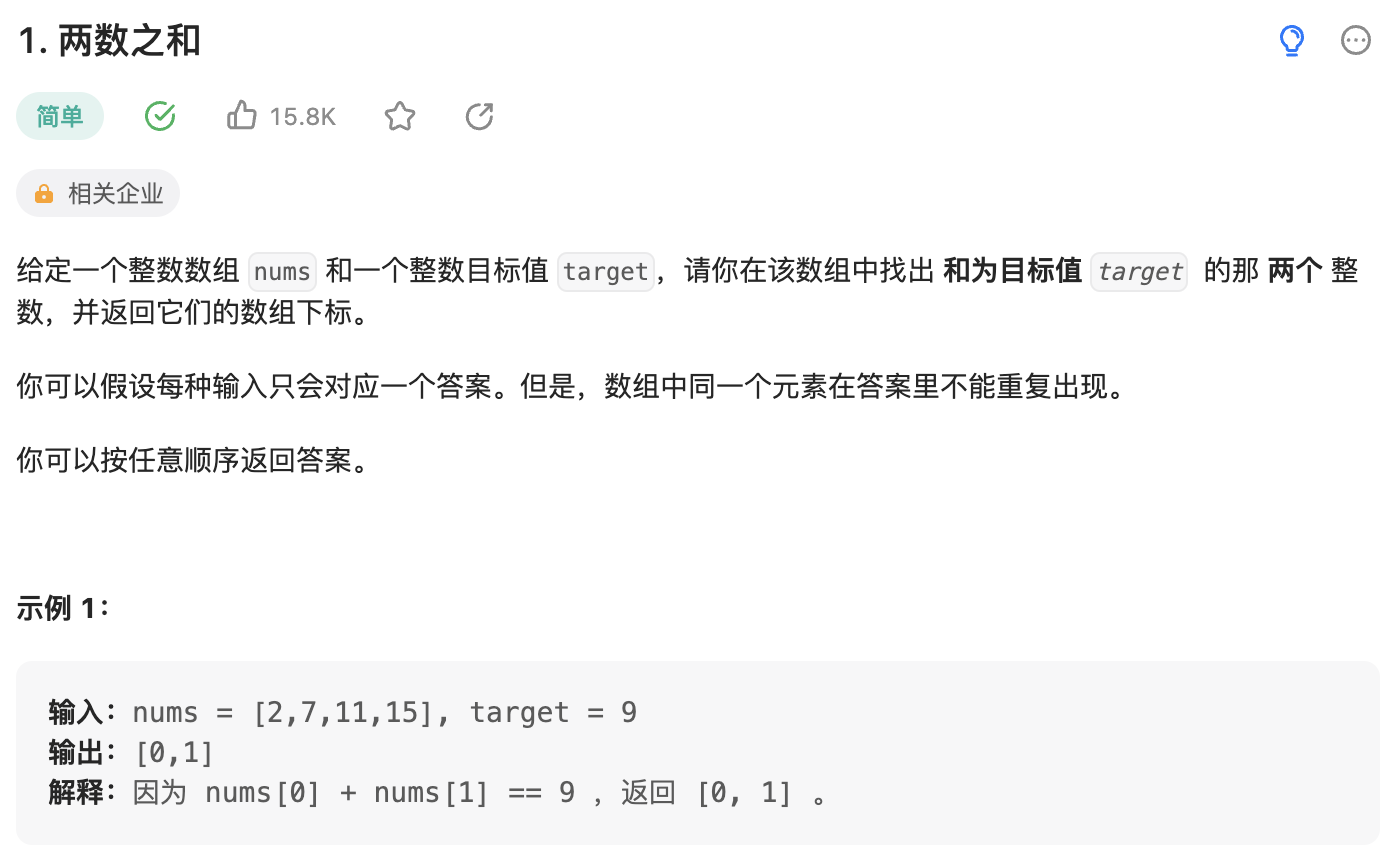 1. 两数之和
简单 15.8K
相关企业
给定一个整数数组 nums 和一个整数目标值 target，请你在该数组中找出 和为目标值 target 的那 两个 整
数，并返回它们的数组下标。
你可以假设每种输入只会对应一个答案。但是，数组中同一个元素在答案里不能重复出现。
你可以按任意顺序返回答案。
示例 1：
输入：nums = [2,7,11,15], target = 9
输出：[0,1]
解释：因为 nums[0] + nums[1] == 9 ，返回 [0, 1] 。